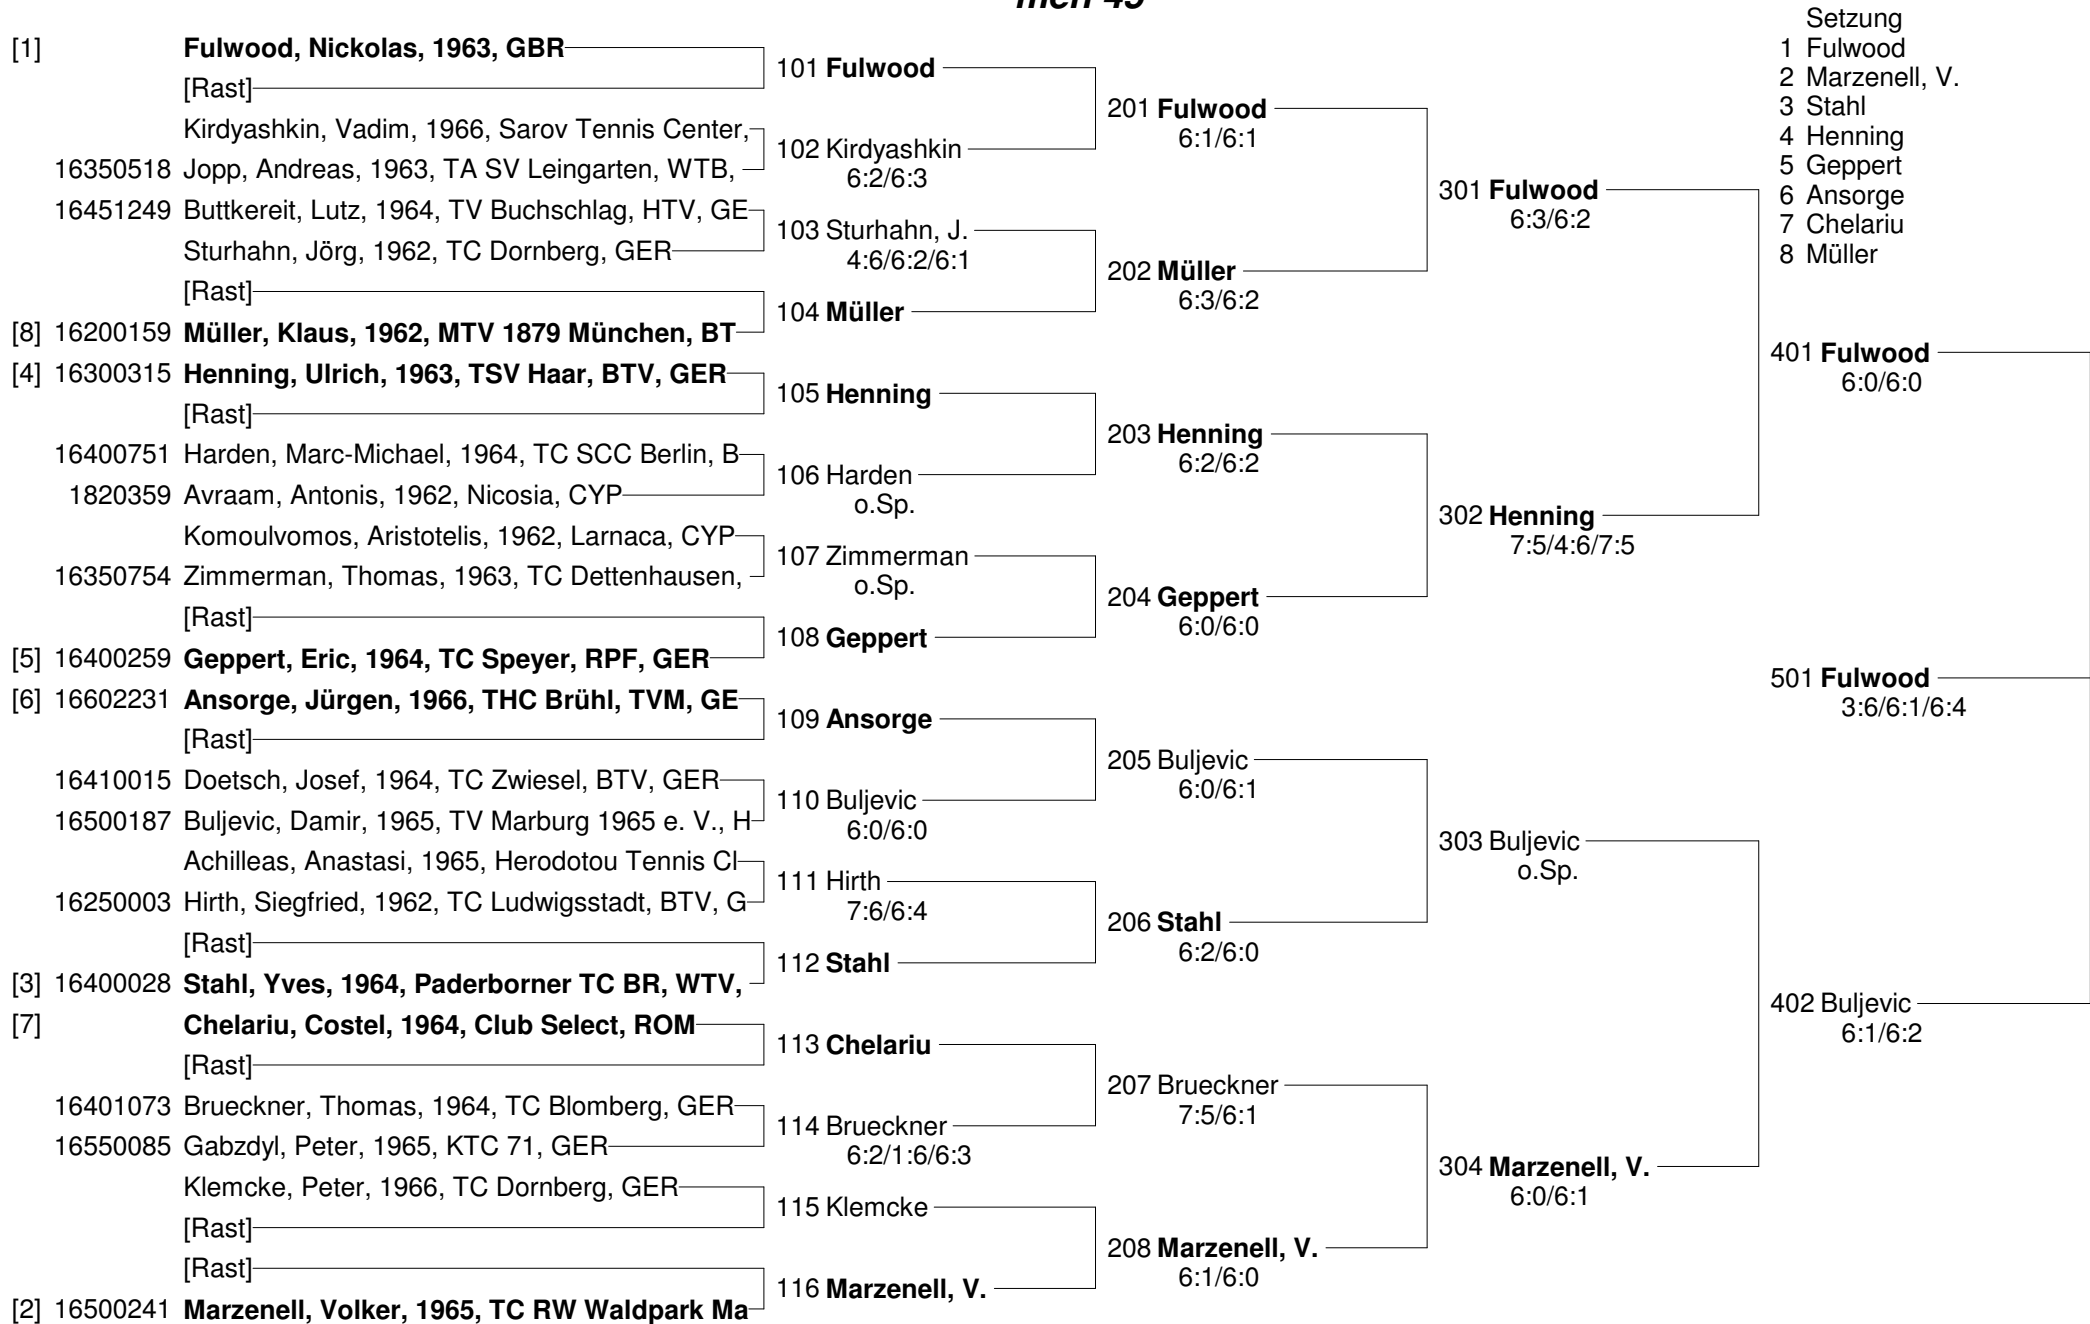 men 45
Setzung
1 Fulwood
2 Marzenell, V.
3 Stahl
4 Henning
5 Geppert
6 Ansorge
7 Chelariu
8 Müller
[1] Fulwood, Nickolas, 1963, GBR
[Rast]
Kirdyashkin, Vadim, 1966, Sarov Tennis Center,
16350518 Jopp, Andreas, 1963, TA SV Leingarten, WTB,
16451249 Buttkereit, Lutz, 1964, TV Buchschlag, HTV, GE
Sturhahn, Jörg, 1962, TC Dornberg, GER
[Rast]
[8] 16200159 Müller, Klaus, 1962, MTV 1879 München, BT
[4] 16300315 Henning, Ulrich, 1963, TSV Haar, BTV, GER
[Rast]
16400751 Harden, Marc-Michael, 1964, TC SCC Berlin, B
1820359 Avraam, Antonis, 1962, Nicosia, CYP
Komoulvomos, Aristotelis, 1962, Larnaca, CYP
16350754 Zimmerman, Thomas, 1963, TC Dettenhausen,
[Rast]
[5] 16400259 Geppert, Eric, 1964, TC Speyer, RPF, GER
[6] 16602231 Ansorge, Jürgen, 1966, THC Brühl, TVM, GE
[Rast]
16410015 Doetsch, Josef, 1964, TC Zwiesel, BTV, GER
16500187 Buljevic, Damir, 1965, TV Marburg 1965 e. V., H
Achilleas, Anastasi, 1965, Herodotou Tennis Cl
16250003 Hirth, Siegfried, 1962, TC Ludwigsstadt, BTV, G
[Rast]
[3] 16400028 Stahl, Yves, 1964, Paderborner TC BR, WTV,
[7] Chelariu, Costel, 1964, Club Select, ROM
[Rast]
16401073 Brueckner, Thomas, 1964, TC Blomberg, GER
16550085 Gabzdyl, Peter, 1965, KTC 71, GER
Klemcke, Peter, 1966, TC Dornberg, GER
[Rast]
[Rast]
[2] 16500241 Marzenell, Volker, 1965, TC RW Waldpark Ma
101 Fulwood
102 Kirdyashkin
6:2/6:3
103 Sturhahn, J.
4:6/6:2/6:1
104 Müller
105 Henning
106 Harden
o.Sp.
107 Zimmerman
o.Sp.
108 Geppert
109 Ansorge
110 Buljevic
6:0/6:0
111 Hirth
7:6/6:4
112 Stahl
113 Chelariu
114 Brueckner
6:2/1:6/6:3
115 Klemcke
116 Marzenell, V.
201 Fulwood
6:1/6:1
202 Müller
6:3/6:2
203 Henning
6:2/6:2
204 Geppert
6:0/6:0
205 Buljevic
6:0/6:1
206 Stahl
6:2/6:0
207 Brueckner
7:5/6:1
208 Marzenell, V.
6:1/6:0
301 Fulwood
6:3/6:2
302 Henning
7:5/4:6/7:5
303 Buljevic
o.Sp.
304 Marzenell, V.
6:0/6:1
401 Fulwood
6:0/6:0
501 Fulwood
3:6/6:1/6:4
402 Buljevic
6:1/6:2